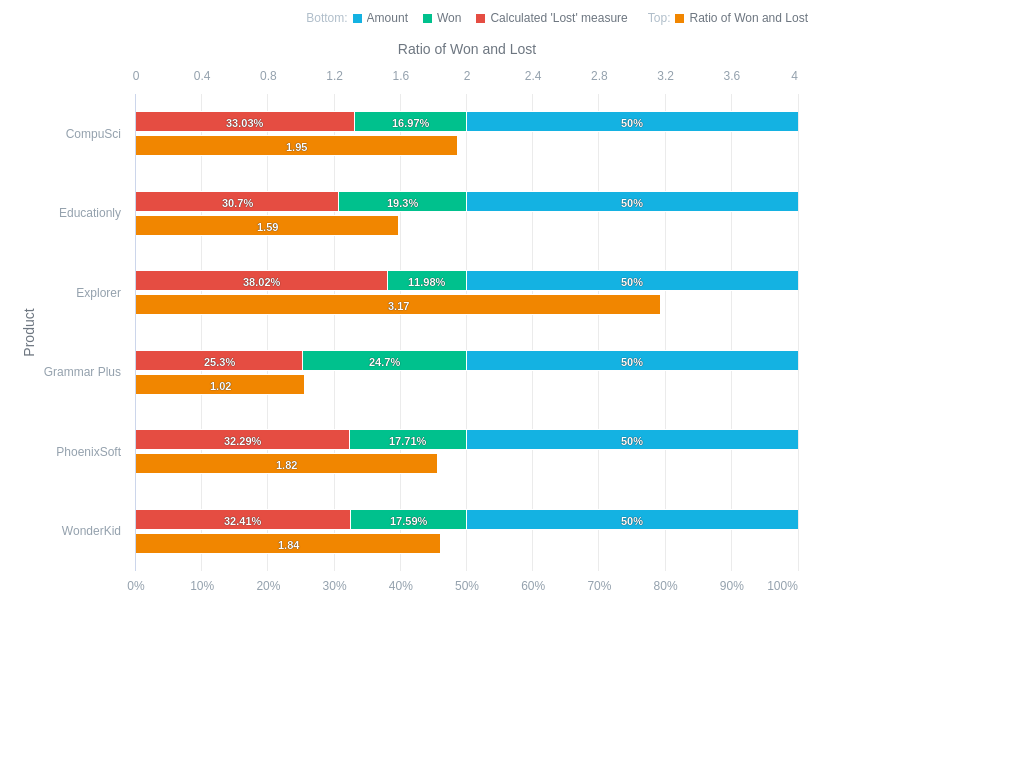 Bottom: Amount Won Calculated 'Lost' measure Top: Ratio of Won and Lost
Ratio of Won and Lost
0 0.4 0.8 1.2 1.6 2 2.4 2.8 3.2 3.6 4
Product
CompuSci
33.03% 16.97% 50%
1.95
Educationly
30.7% 19.3% 50%
1.59
Explorer
38.02% 11.98% 50%
3.17
Grammar Plus
25.3% 24.7% 50%
1.02
PhoenixSoft
32.29% 17.71% 50%
1.82
WonderKid
32.41% 17.59% 50%
1.84
0% 10% 20% 30% 40% 50% 60% 70% 80% 90% 100%